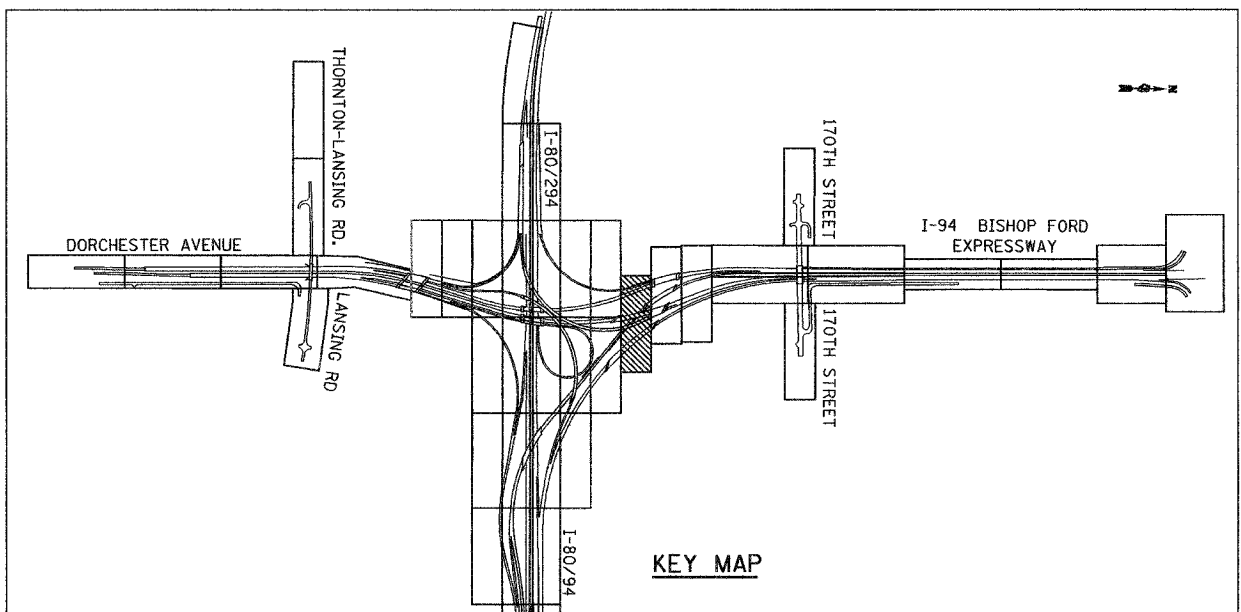 THORNTON-LANSING RD.
I-80/294
N
170TH STREET
DORCHESTER AVENUE
I-94 BISHOP FORD
EXPRESSWAY
LANSING RD
170TH STREET
I-80/94
KEY MAP